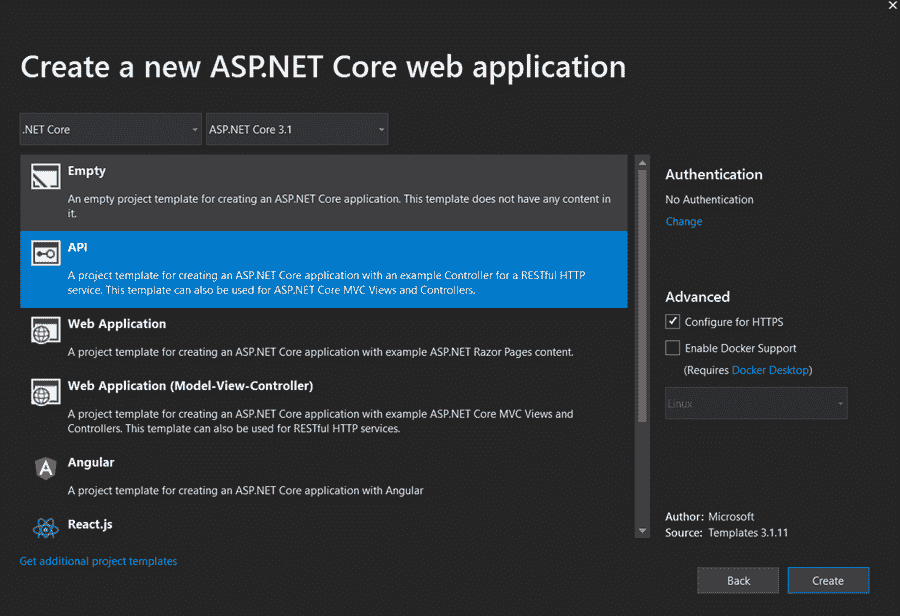 Create a new ASP.NET Core web application
.NET Core
ASP.NET Core 3.1
Empty
An empty project template for creating an ASP.NET Core application. This template does not have any content in
it.
API
A project template for creating an ASP.NET Core application with an example Controller for a RESTful HTTP
service. This template can also be used for ASP.NET Core MVC Views and Controllers.
Web Application
A project template for creating an ASP.NET Core application with example ASP.NET Razor Pages content.
Web Application (Model-View-Controller)
A project template for creating an ASP.NET Core application with example ASP.NET Core MVC Views and
Controllers. This template can also be used for RESTful HTTP services.
Angular
A project template for creating an ASP.NET Core application with Angular
React.js
Get additional project templates
Authentication
No Authentication
Change
Advanced
Configure for HTTPS
Enable Docker Support
(Requires Docker Desktop)
Linux
Author: Microsoft
Source: Templates 3.1.11
Back
Create